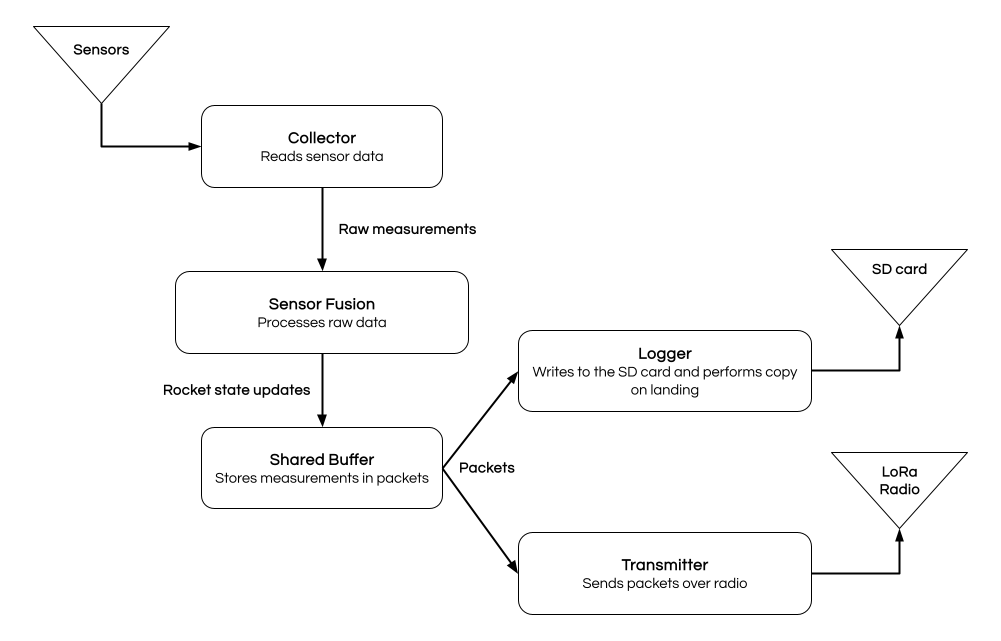 Sensors
Collector
Reads sensor data
Raw measurements
Sensor Fusion
Processes raw data
Rocket state updates
Shared Buffer
Stores measurements in packets
Packets
Logger
Writes to the SD card and performs copy
on landing
SD card
Transmitter
Sends packets over radio
LoRa
Radio